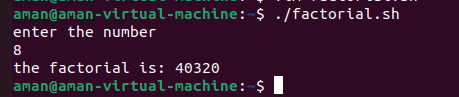 aman@aman-virtual-machine:~$ ./factorial.sh
enter the number
8
the factorial is: 40320
aman@aman-virtual-machine:~$